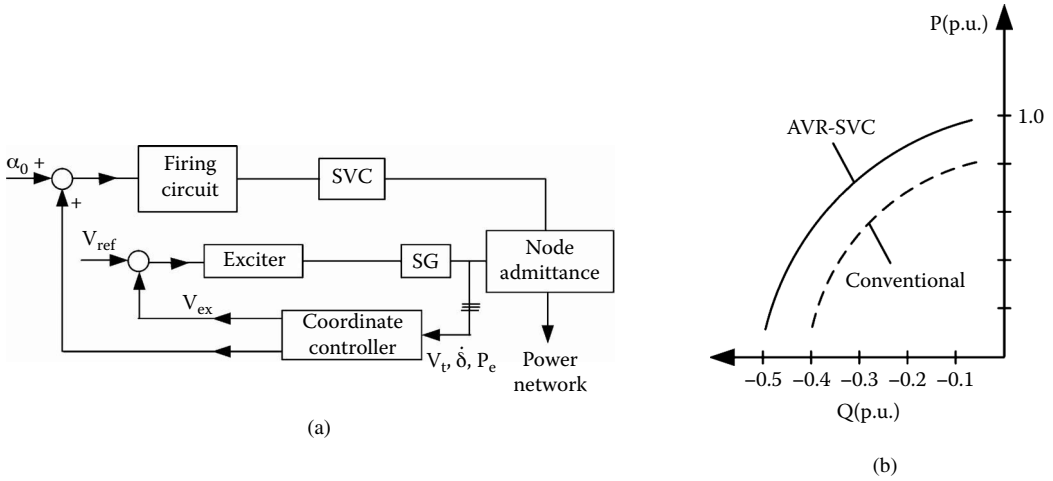 α0 +
+
Firing
circuit
SVC
Vref
Exciter
SG
Node
admittance
Vex
Coordinate
controller
Vt, δ̇, Pe
Power
network
(a)
P(p.u.)
1.0
AVR-SVC
Conventional
–0.5 –0.4 –0.3 –0.2 –0.1
Q(p.u.)
(b)